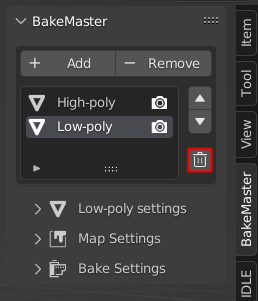 BakeMaster
Add
Remove
High-poly
Low-poly
Low-poly settings
Map Settings
Bake Settings
Item
Tool
View
BakeMaster
IDLE